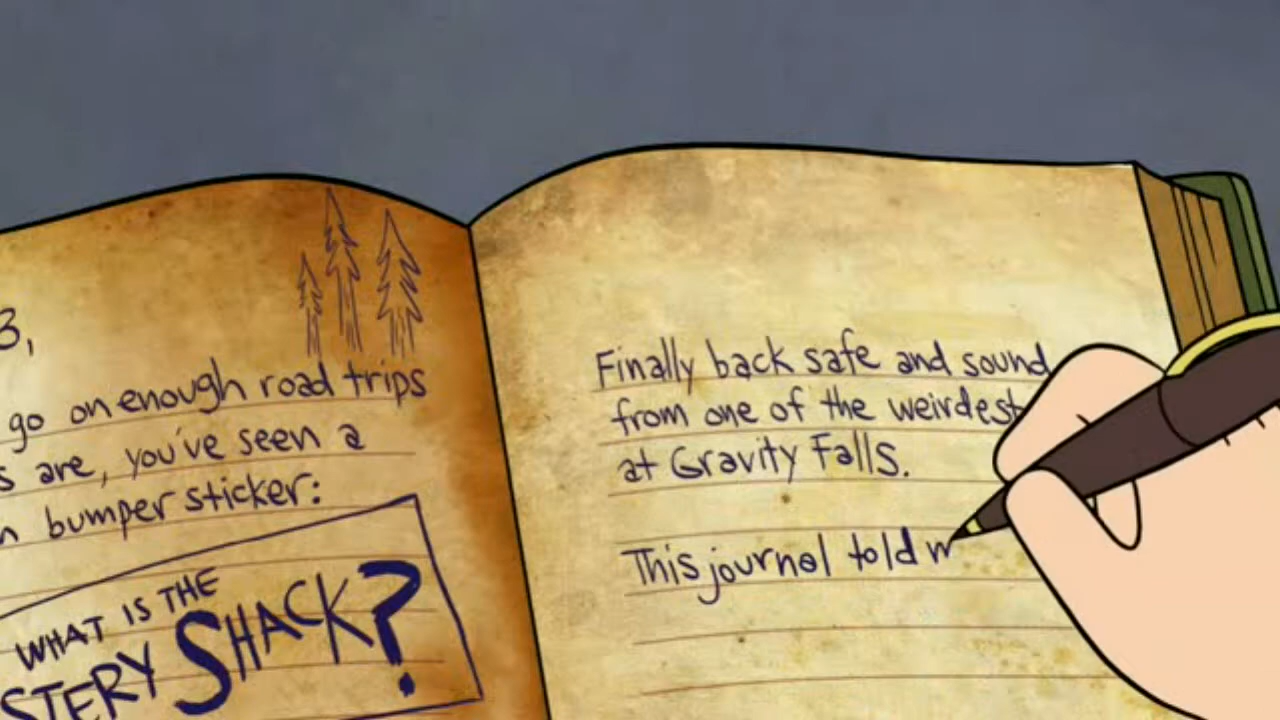 3,
go on enough road trips
s are, you've seen a
n bumper sticker:
WHAT IS THE
STERY SHACK?
Finally back safe and sound
from one of the weirdest
at Gravity Falls.
This journal told m